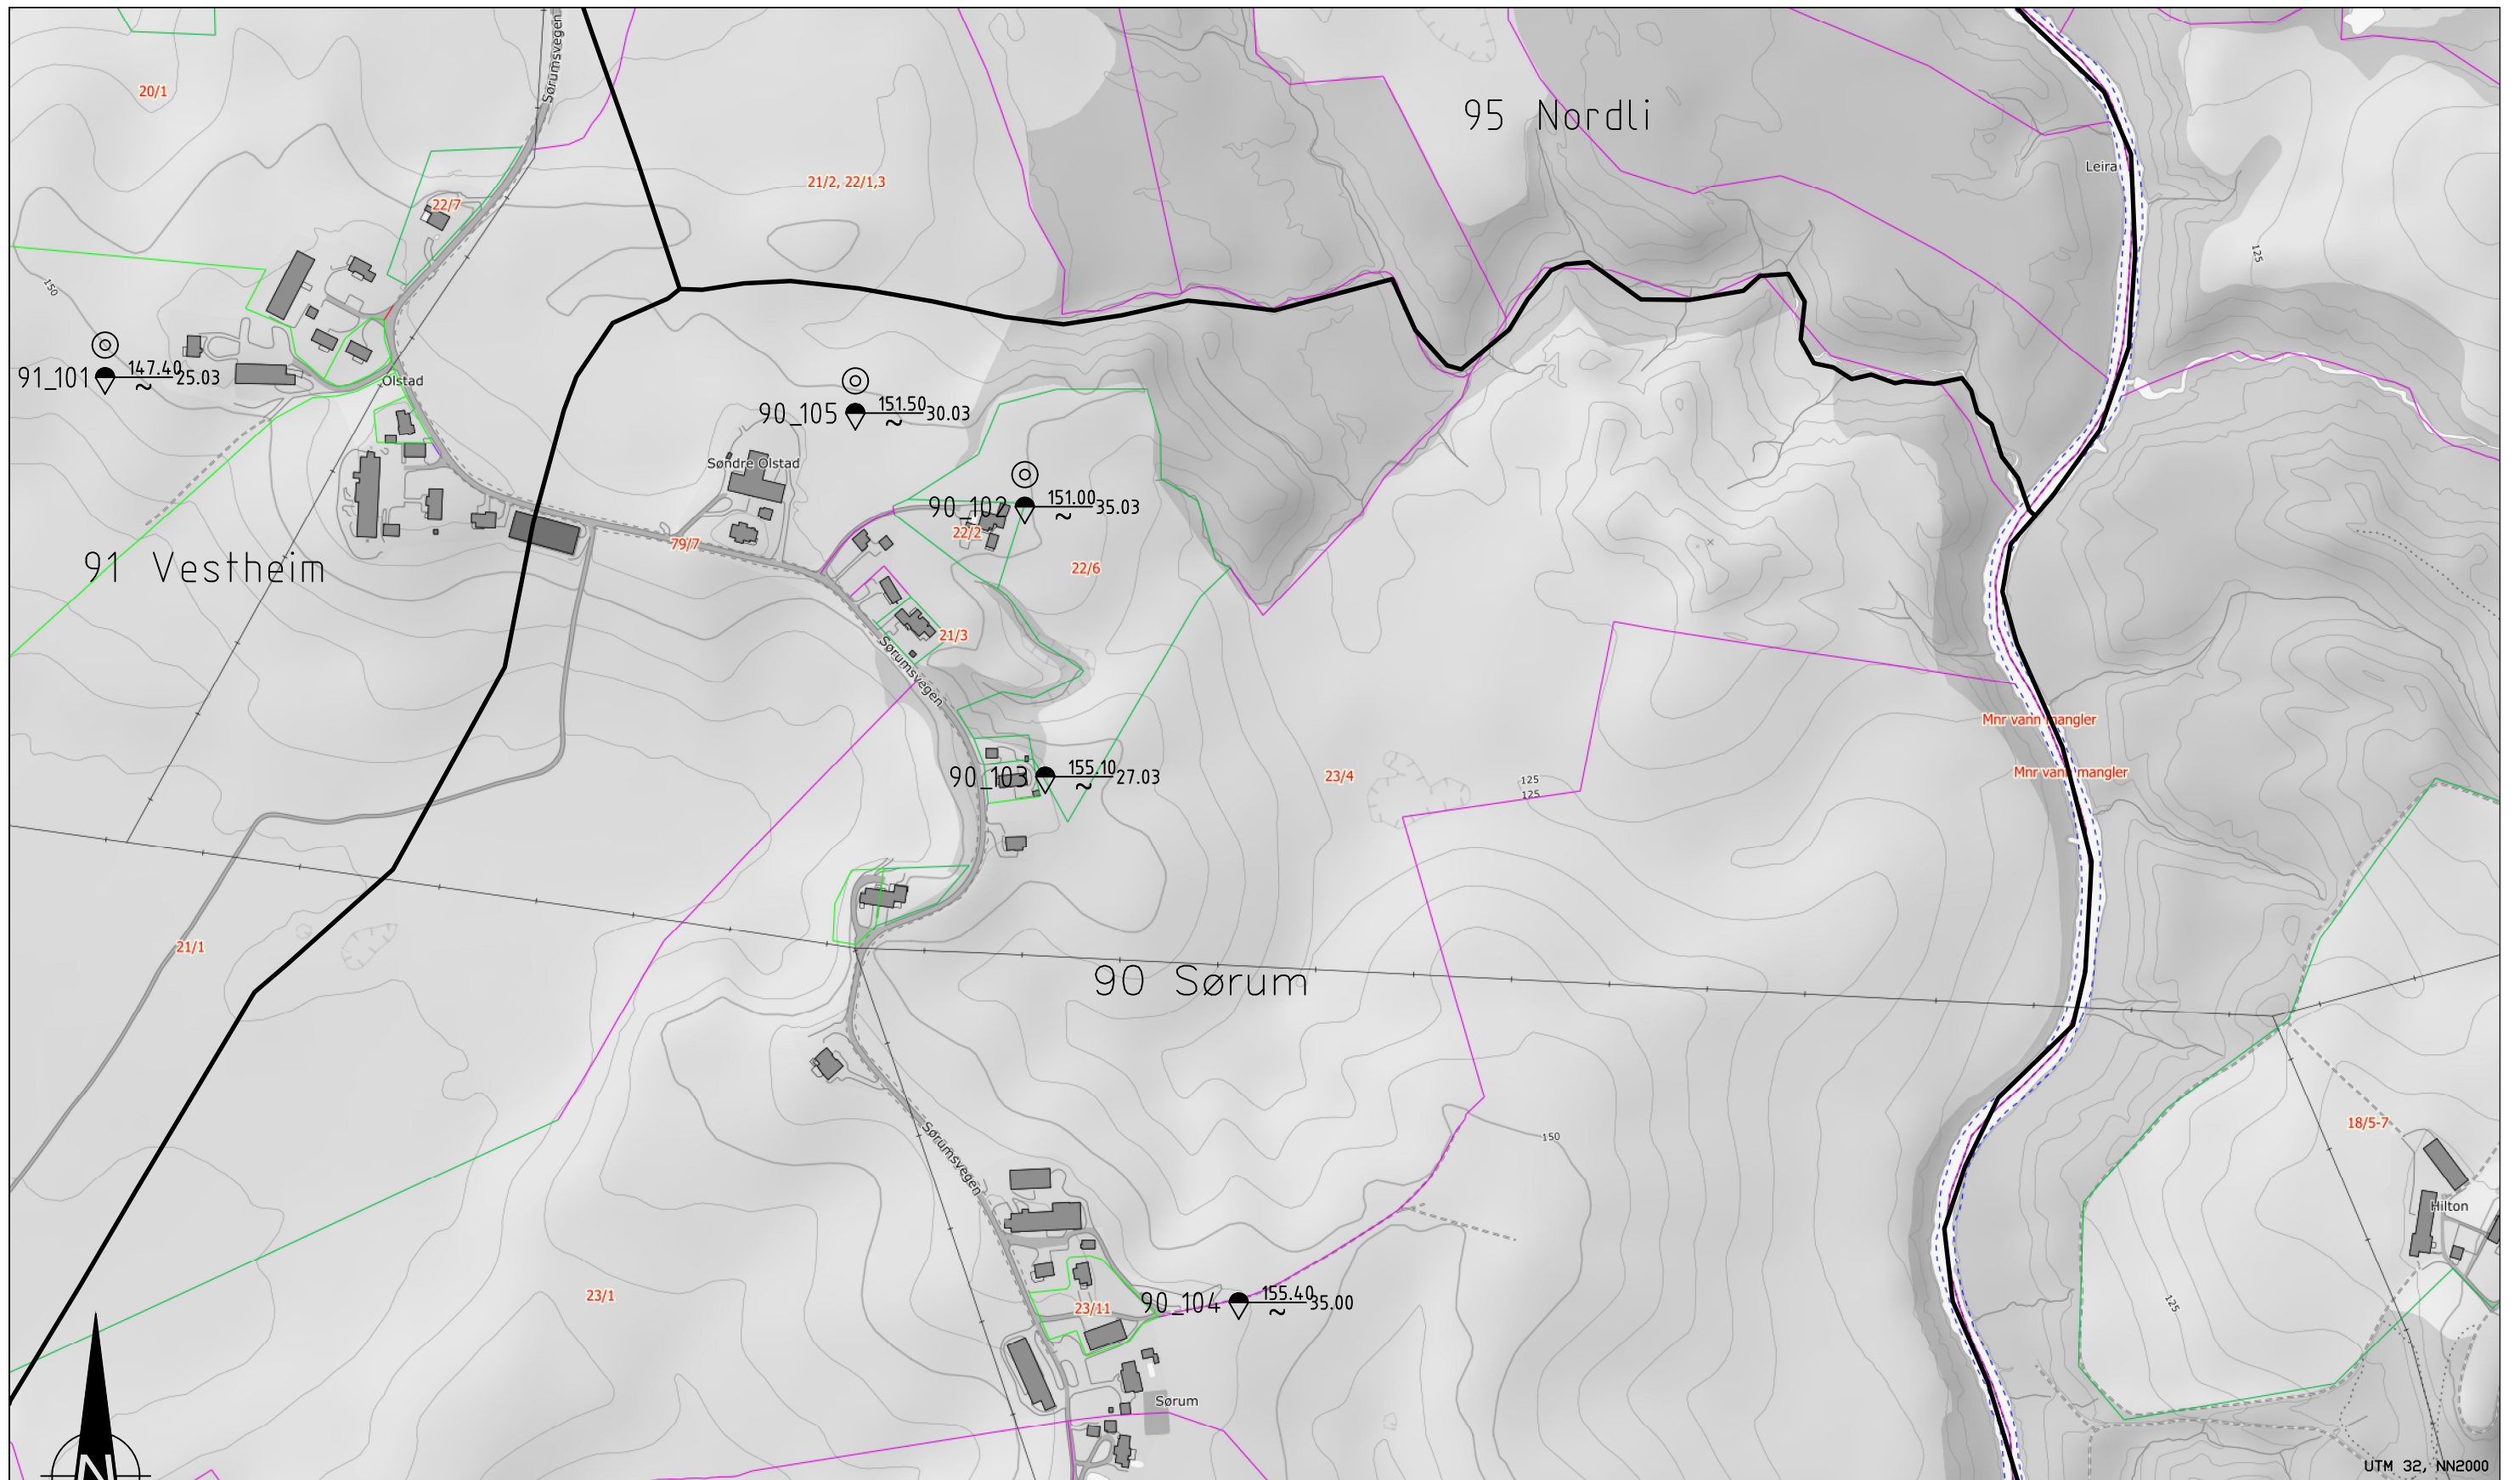 Sørumsvegen
20/1
95 Nordli
Leira
21/2, 22/1,3
22/7
125
150
91_101
147.40
~
25.03
Olstad
90_105
151.50
~
30.03
Søndre Olstad
90_102
151.00
~
35.03
22/2
79/7
22/6
91 Vestheim
21/3
Sørumsvegen
Mnr vann mangler
Mnr vann mangler
90_103
155.10
~
27.03
23/4
125
125
21/1
90 Sørum
18/5-7
150
Sørumsvegen
Hilton
23/1
90_104
155.40
~
35.00
23/11
125
Sørum
N
UTM 32, NN2000